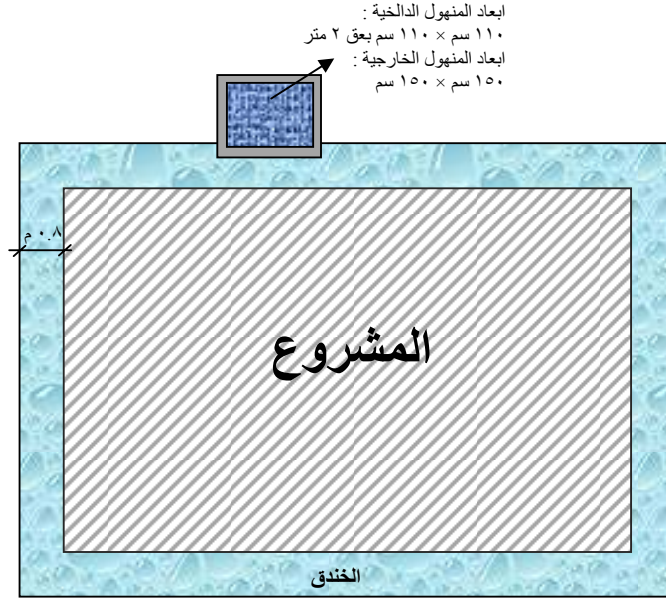 ابعاد المنهول الدالخية :
١١٠ سم × ١١٠ سم بعق ٢ متر
ابعاد المنهول الخارجية :
١٥٠ سم × ١٥٠ سم
٠.٨ م
المشروع
الخندق